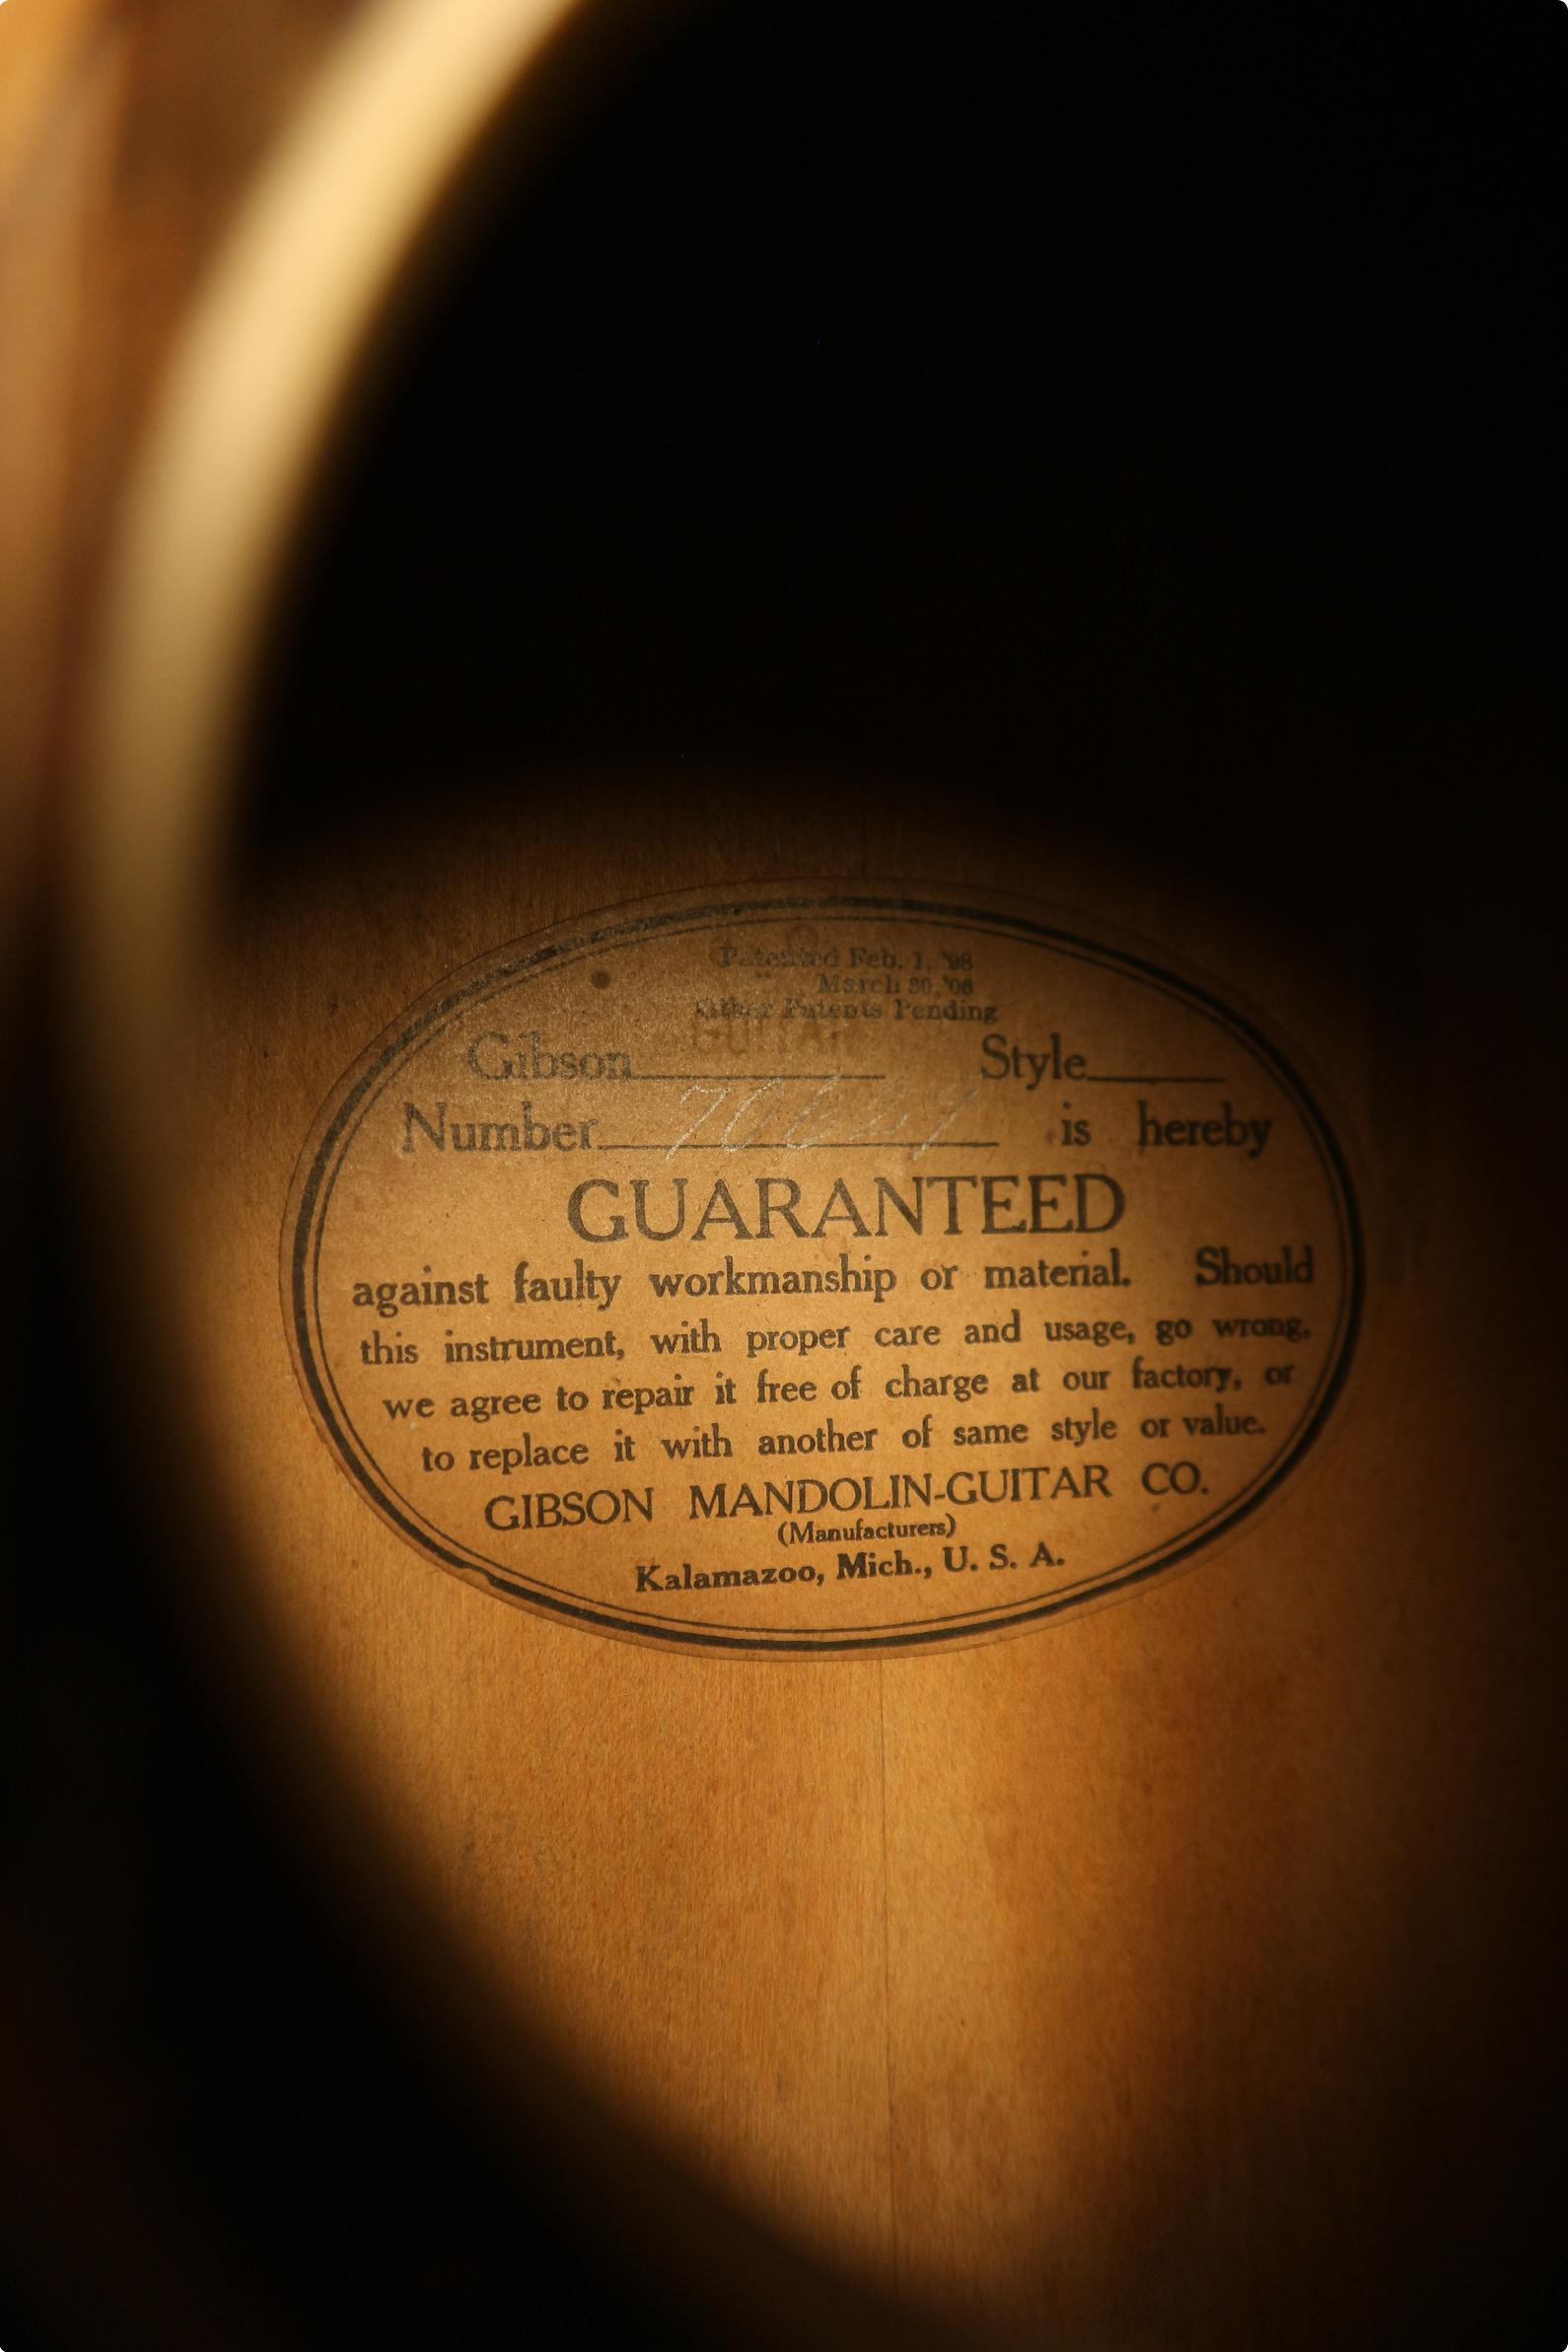 Patented Feb. 1, '98
" March 30, '06
Other Patents Pending
Gibson GUITAR Style
Number is hereby
GUARANTEED
against faulty workmanship or material. Should
this instrument, with proper care and usage, go wrong,
we agree to repair it free of charge at our factory, or
to replace it with another of same style or value.
GIBSON MANDOLIN-GUITAR CO.
(Manufacturers)
Kalamazoo, Mich., U. S. A.